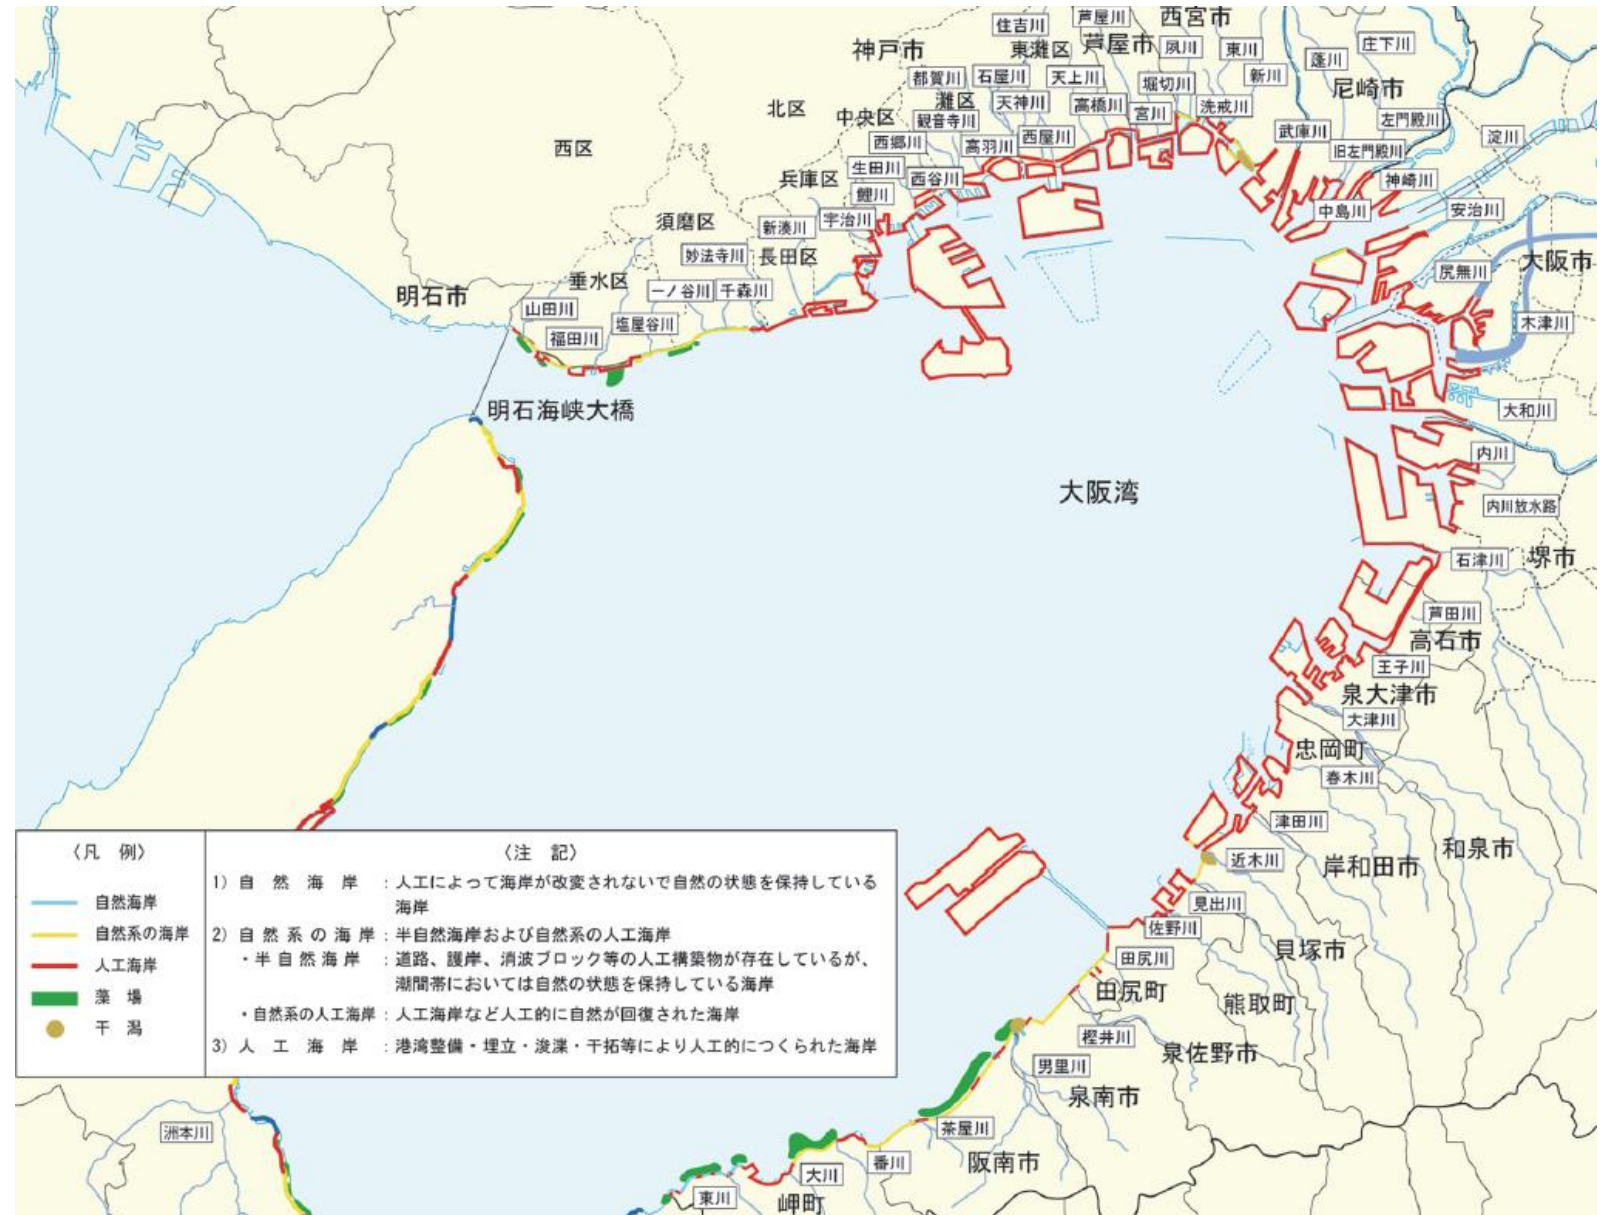 西宮市
芦屋川
住吉川
神戸市
東灘区
芦屋市
夙川
東川
庄下川
蓬川
新川
都賀川
石屋川
天上川
堀切川
尼崎市
北区
灘区
天神川
高橋川
宮川
洗戎川
中央区
観音寺川
左門殿川
武庫川
淀川
西区
西郷川
高羽川
西屋川
旧左門殿川
生田川
西谷川
神崎川
兵庫区
鯉川
中島川
安治川
須磨区
新湊川
宇治川
妙法寺川
長田区
大阪市
尻無川
垂水区
明石市
一ノ谷川
千森川
山田川
塩屋谷川
木津川
福田川
明石海峡大橋
大和川
内川
大阪湾
内川放水路
石津川
堺市
芦田川
高石市
王子川
泉大津市
大津川
忠岡町
春木川
津田川
和泉市
近木川
岸和田市
見出川
佐野川
貝塚市
田尻川
田尻町
熊取町
樫井川
泉佐野市
男里川
泉南市
茶屋川
阪南市
番川
大川
東川
岬町
洲本川
〈凡 例〉
自然海岸
自然系の海岸
人工海岸
藻 場
干 潟
〈注 記〉
1) 自 然 海 岸 : 人工によって海岸が改変されないで自然の状態を保持している
海岸
2) 自 然 系 の 海 岸 : 半自然海岸および自然系の人工海岸
・半 自 然 海 岸 : 道路、護岸、消波ブロック等の人工構築物が存在しているが、
潮間帯においては自然の状態を保持している海岸
・自然系の人工海岸 : 人工海岸など人工的に自然が回復された海岸
3) 人 工 海 岸 : 港湾整備・埋立・浚渫・干拓等により人工的につくられた海岸